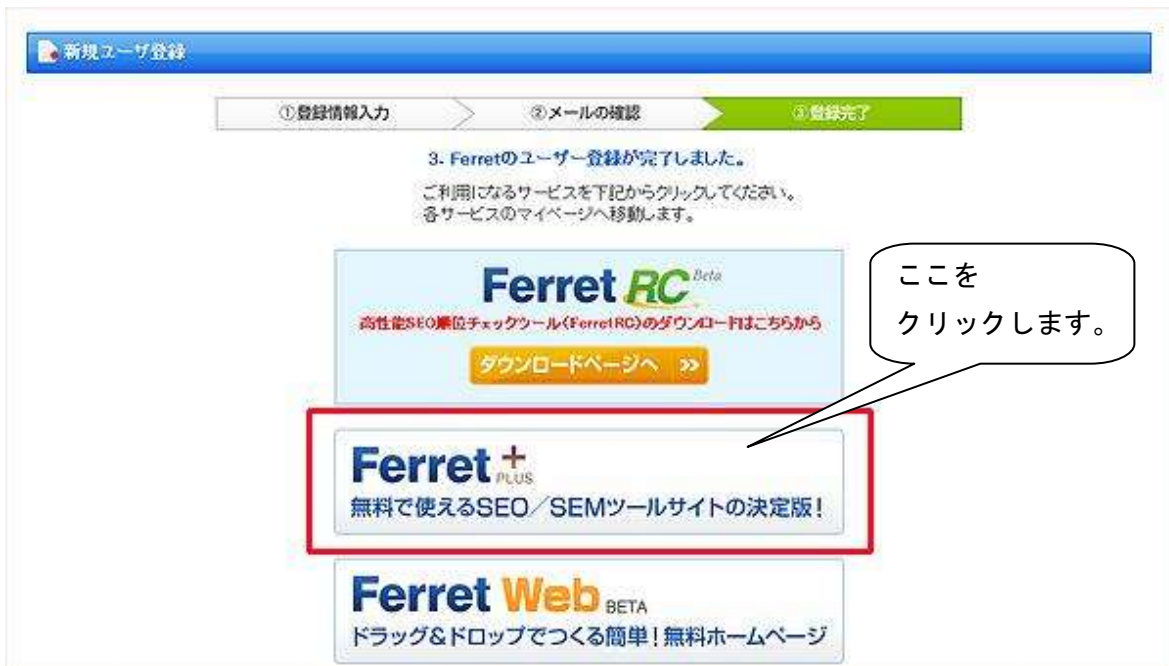 新規ユーザ登録
①登録情報入力
②メールの確認
③登録完了
3. Ferretのユーザー登録が完了しました。
ご利用になるサービスを下記からクリックしてください。
各サービスのマイページへ移動します。
Ferret RC Beta
高性能SEO順位チェックツール(FerretRC)のダウンロードはこちらから
ダウンロードページへ
ここを
クリックします。
Ferret + PLUS
無料で使えるSEO/SEMツールサイトの決定版!
Ferret Web BETA
ドラッグ&ドロップでつくる簡単!無料ホームページ